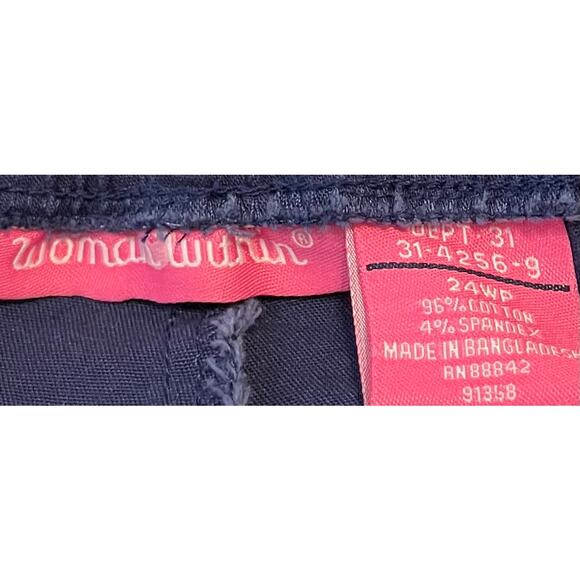 Woman Within®
DEPT. 31
31-4256-9
24WP
96% COTTON
4% SPANDEX
MADE IN BANGLADESH
RN 88842
91358